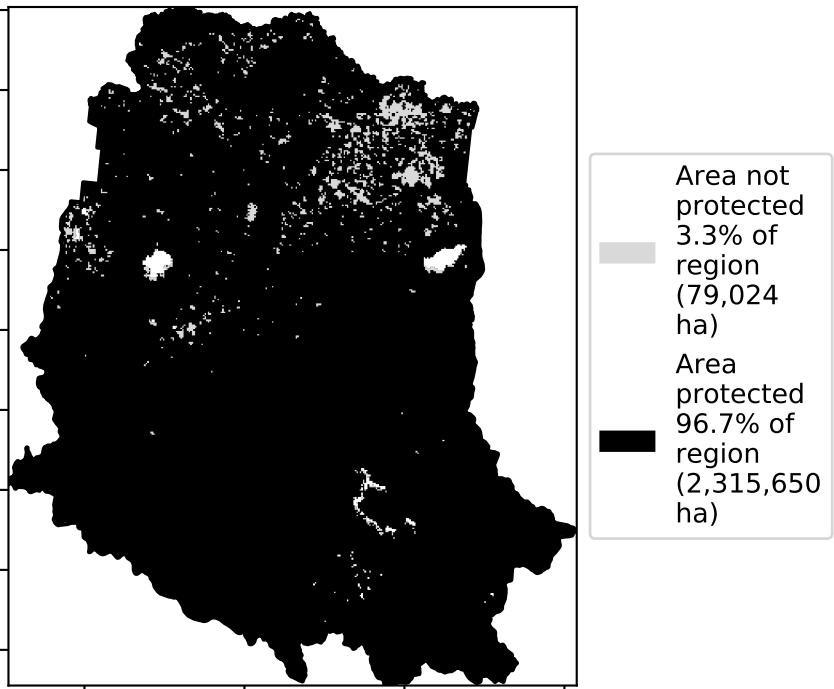 Area not
protected
3.3% of
region
(79,024
ha)
Area
protected
96.7% of
region
(2,315,650
ha)